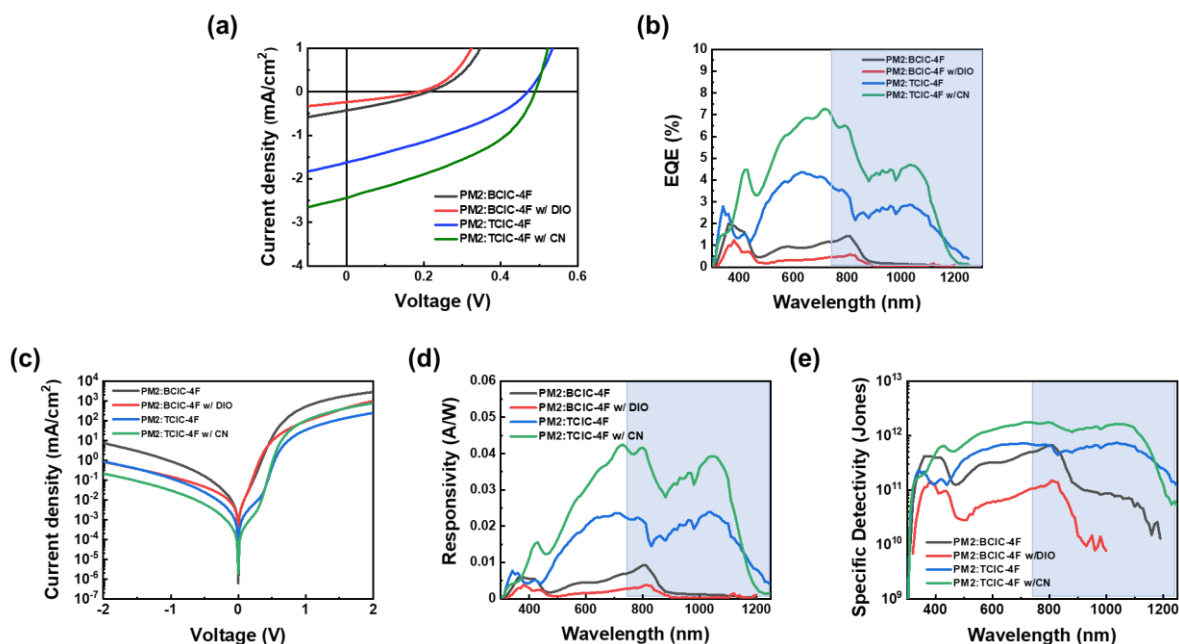 (a)
1
0
-1
-2
-3
-4
0
0.2
0.4
0.6
Current density (mA/cm²)
Voltage (V)
PM2:BCIC-4F
PM2:BCIC-4F w/ DIO
PM2:TCIC-4F
PM2:TCIC-4F w/ CN
(b)
10
9
8
7
6
5
4
3
2
1
0
400 600 800 1000 1200
EQE (%)
Wavelength (nm)
PM2:BCIC-4F
PM2:BCIC-4F w/DIO
PM2:TCIC-4F
PM2:TCIC-4F w/CN
(c)
10⁴
10³
10²
10¹
10⁰
10⁻¹
10⁻²
10⁻³
10⁻⁴
10⁻⁵
10⁻⁶
10⁻⁷
-2 -1 0 1 2
Current density (mA/cm²)
Voltage (V)
PM2:BCIC-4F
PM2:BCIC-4F w/ DIO
PM2:TCIC-4F
PM2:TCIC-4F w/ CN
(d)
0.06
0.05
0.04
0.03
0.02
0.01
0
400 600 800 1000 1200
Responsivity (A/W)
Wavelength (nm)
PM2:BCIC-4F
PM2:BCIC-4F w/ DIO
PM2:TCIC-4F
PM2:TCIC-4F w/ CN
(e)
10¹³
10¹²
10¹¹
10¹⁰
10⁹
400 600 800 1000 1200
Specific Detectivity (Jones)
Wavelength (nm)
PM2:BCIC-4F
PM2:BCIC-4F w/DIO
PM2:TCIC-4F
PM2:TCIC-4F w/CN